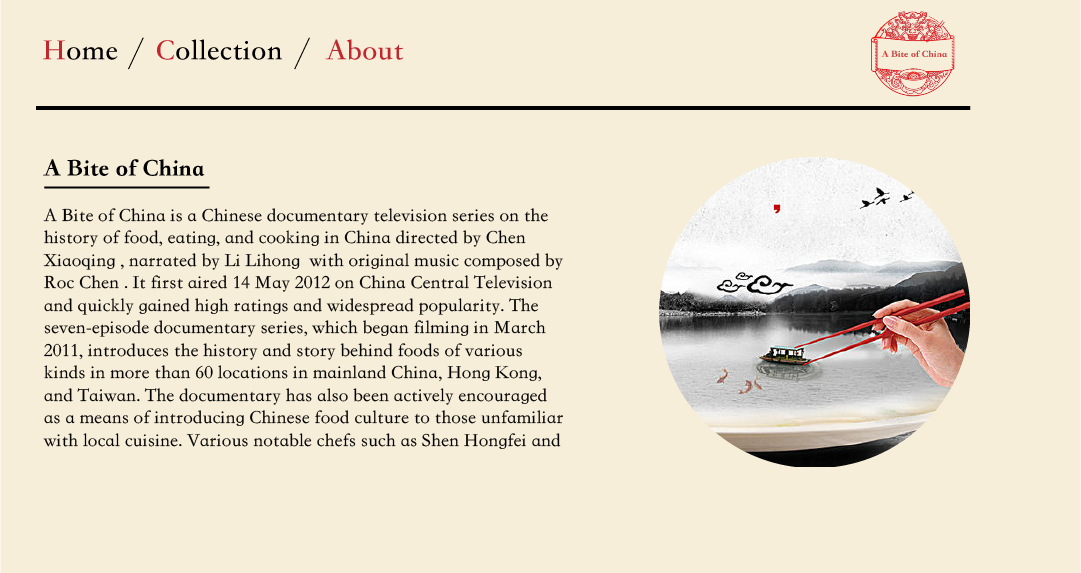 Home / Collection / About
A Bite of China
A Bite of China
A Bite of China is a Chinese documentary television series on the
history of food, eating, and cooking in China directed by Chen
Xiaoqing , narrated by Li Lihong  with original music composed by
Roc Chen . It first aired 14 May 2012 on China Central Television
and quickly gained high ratings and widespread popularity. The
seven-episode documentary series, which began filming in March
2011, introduces the history and story behind foods of various
kinds in more than 60 locations in mainland China, Hong Kong,
and Taiwan. The documentary has also been actively encouraged
as a means of introducing Chinese food culture to those unfamiliar
with local cuisine. Various notable chefs such as Shen Hongfei and